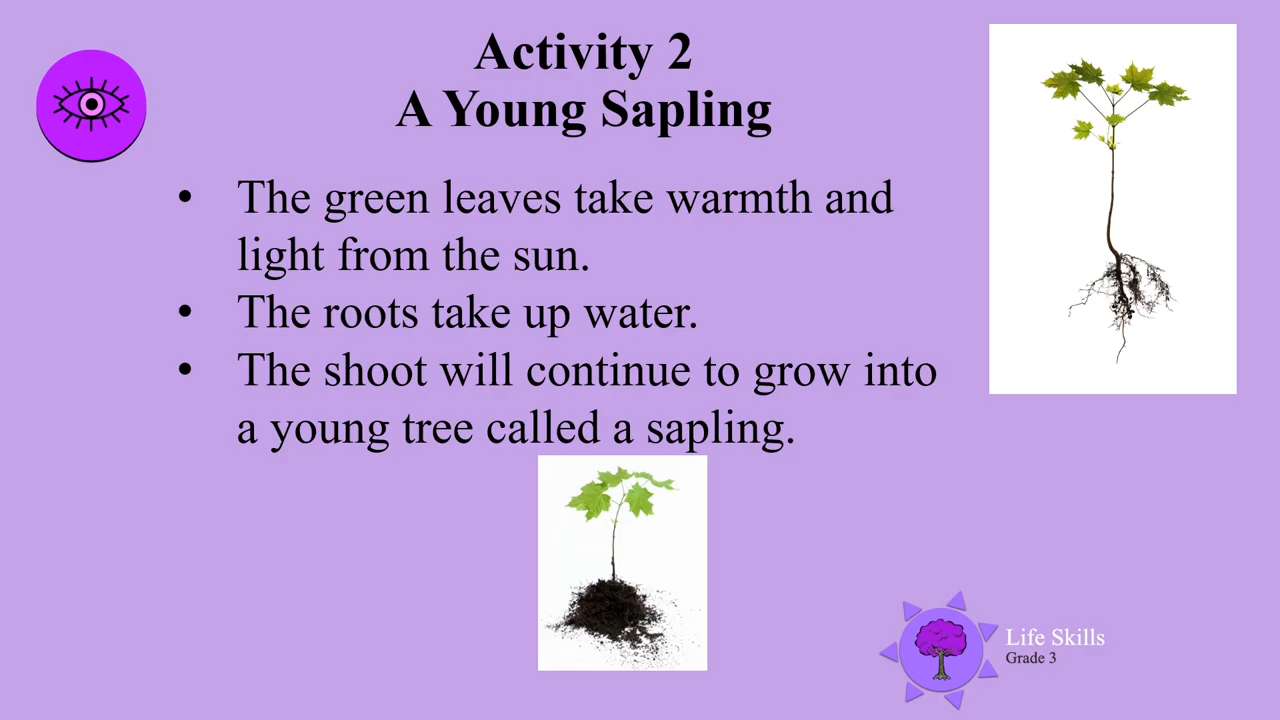 Activity 2
A Young Sapling
• The green leaves take warmth and
light from the sun.
• The roots take up water.
• The shoot will continue to grow into
a young tree called a sapling.
Life Skills
Grade 3